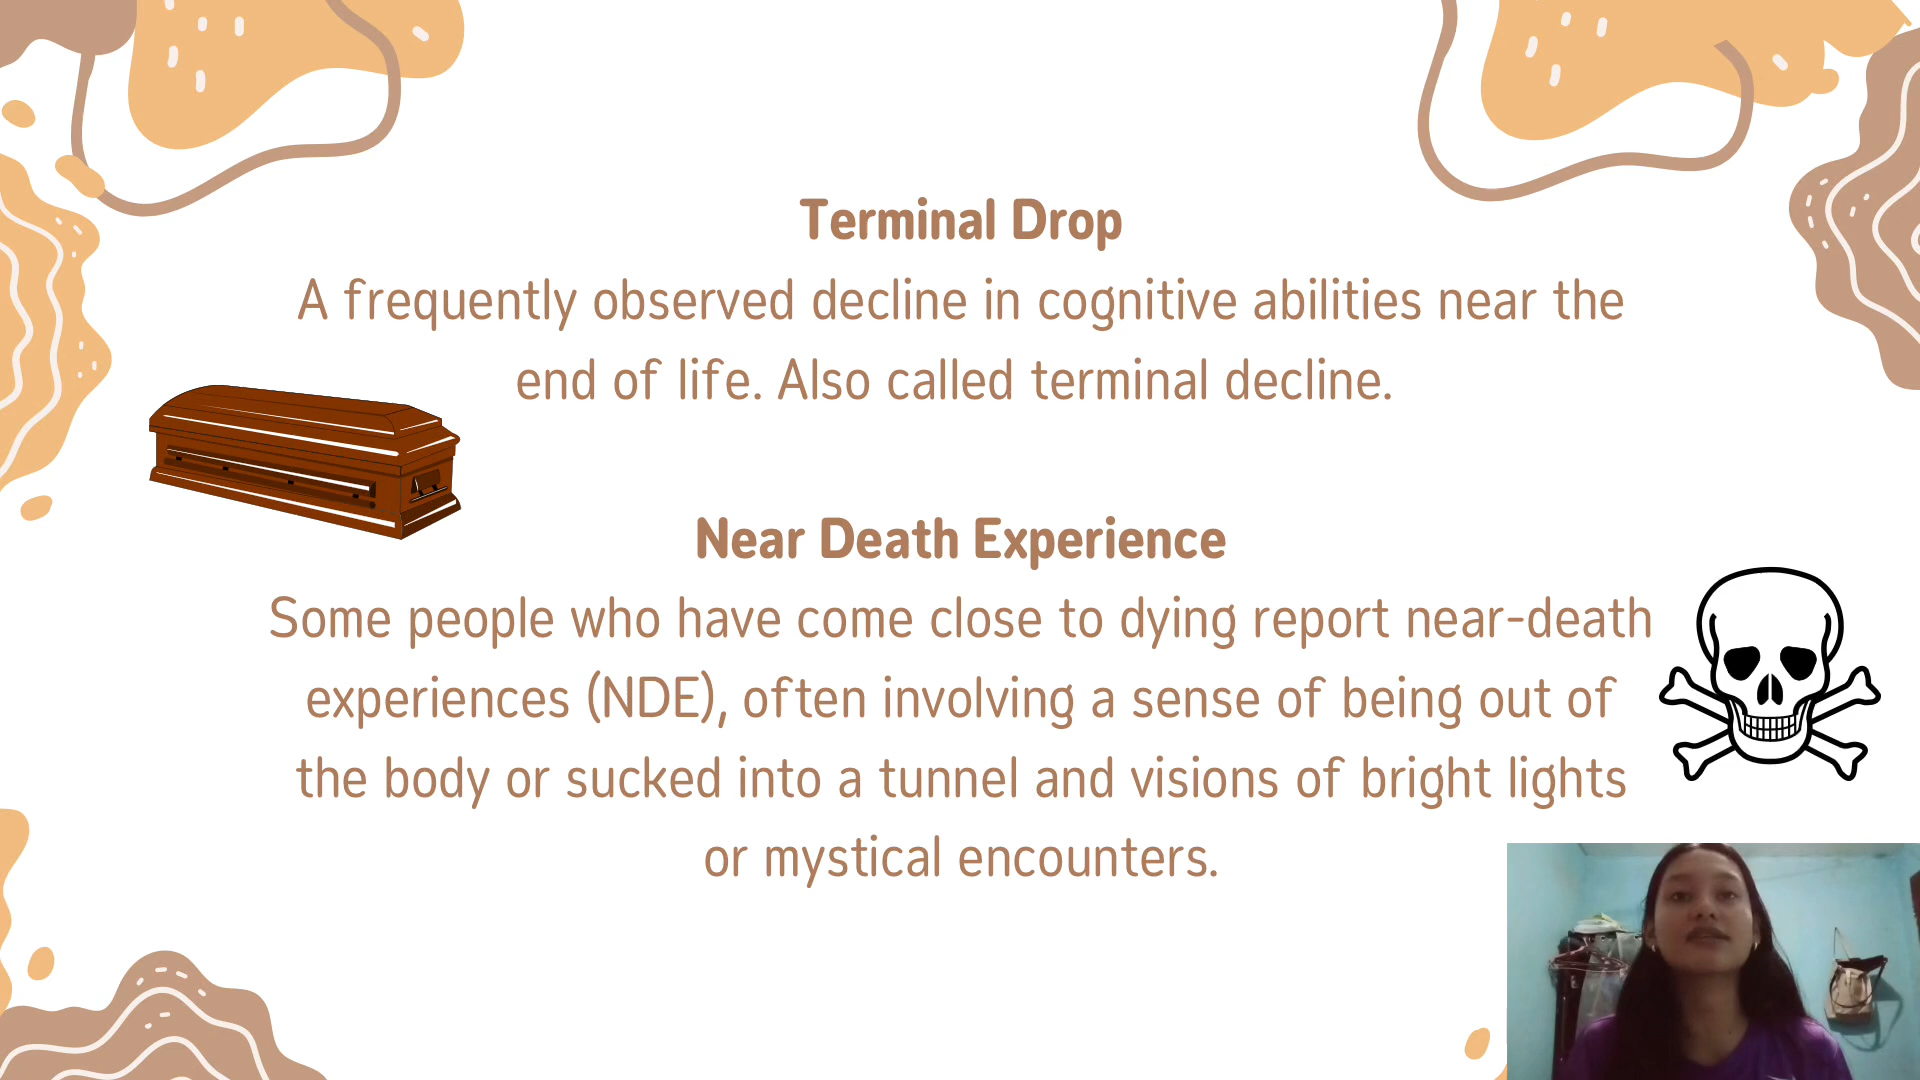 Terminal Drop
A frequently observed decline in cognitive abilities near the
end of life. Also called terminal decline.
Near Death Experience
Some people who have come close to dying report near-death
experiences (NDE), often involving a sense of being out of
the body or sucked into a tunnel and visions of bright lights
or mystical encounters.